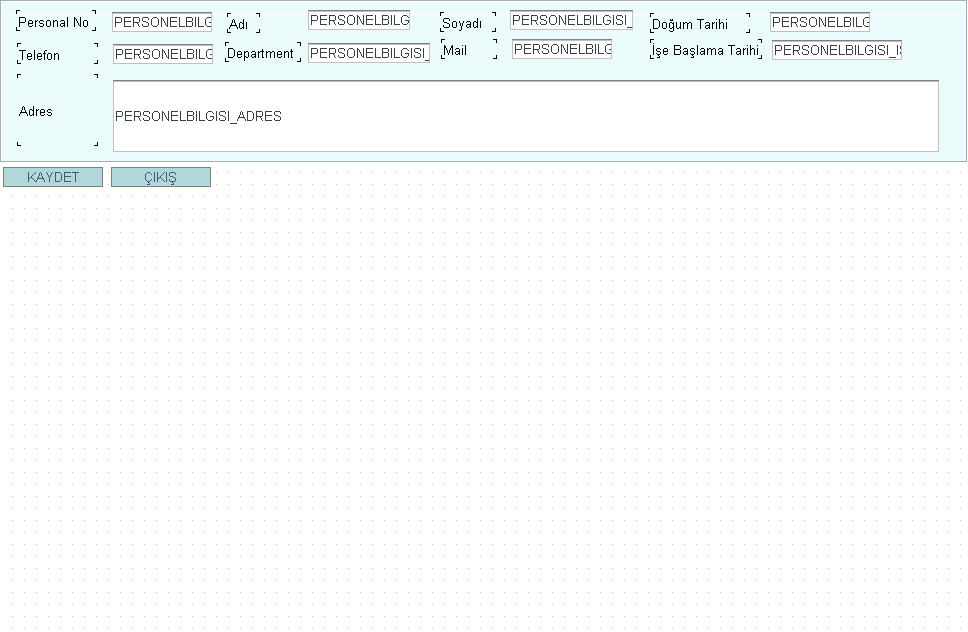 Personal No PERSONELBILG Adı PERSONELBILG Soyadı PERSONELBILGISI_ Doğum Tarihi PERSONELBILG
Telefon PERSONELBILG Department PERSONELBILGISI_ Mail PERSONELBILG İşe Başlama Tarihi PERSONELBILGISI_IS
Adres PERSONELBILGISI_ADRES
KAYDET ÇIKIŞ